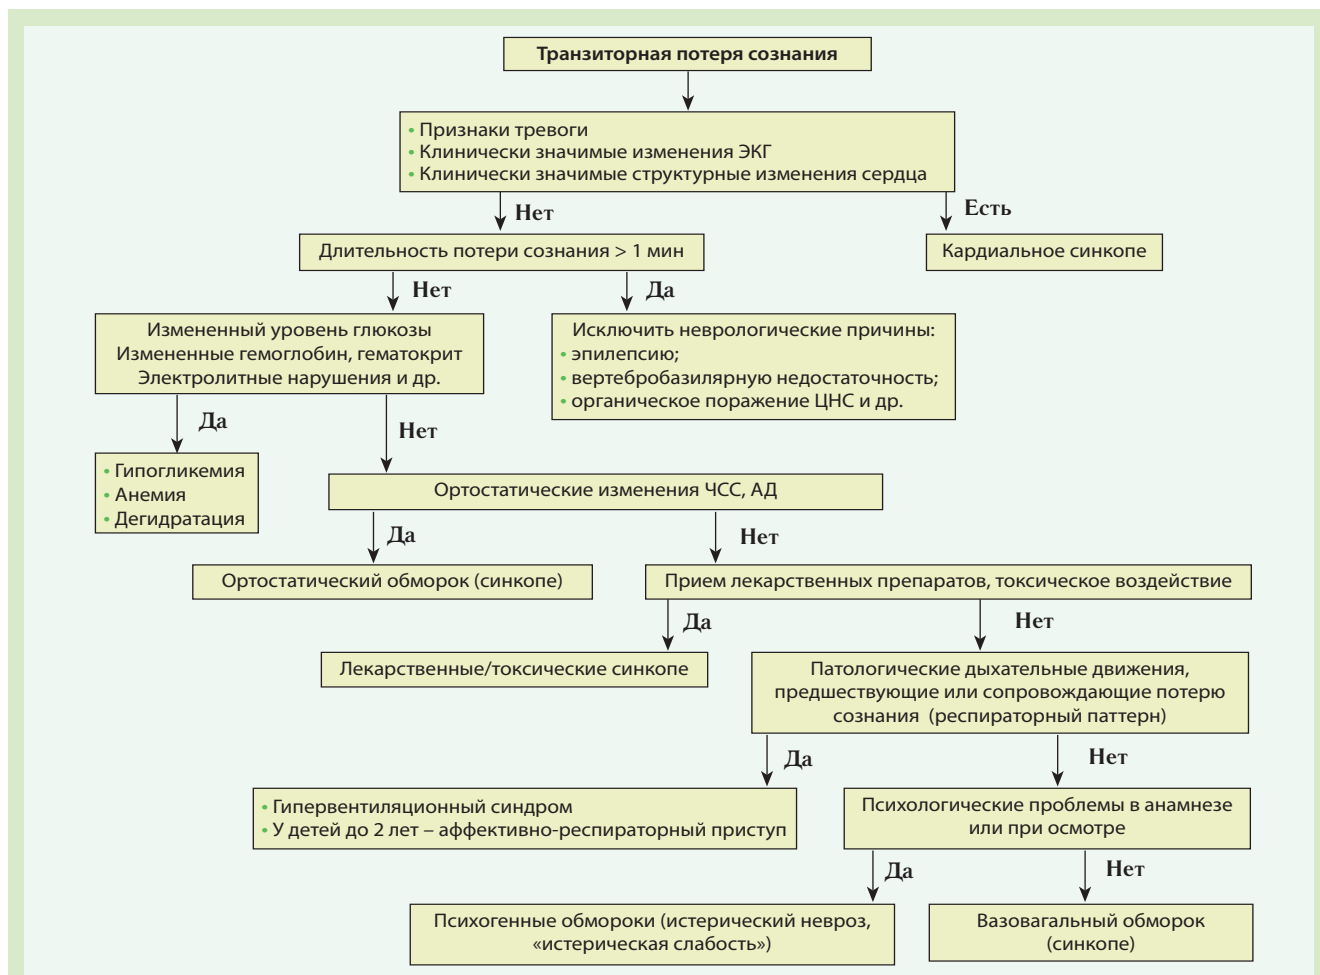 Транзиторная потеря сознания
• Признаки тревоги
• Клинически значимые изменения ЭКГ
• Клинически значимые структурные изменения сердца
Нет
Есть
Длительность потери сознания > 1 мин
Кардиальное синкопе
Нет
Да
Измененный уровень глюкозы
Измененные гемоглобин, гематокрит
Электролитные нарушения и др.
Исключить неврологические причины:
• эпилепсию;
• вертебробазилярную недостаточность;
• органическое поражение ЦНС и др.
Да
Нет
• Гипогликемия
• Анемия
• Дегидратация
Ортостатические изменения ЧСС, АД
Да
Нет
Ортостатический обморок (синкопе)
Прием лекарственных препаратов, токсическое воздействие
Да
Нет
Лекарственные/токсические синкопе
Патологические дыхательные движения,
предшествующие или сопровождающие потерю
сознания (респираторный паттерн)
Да
Нет
• Гипервентиляционный синдром
• У детей до 2 лет – аффективно-респираторный приступ
Психологические проблемы в анамнезе
или при осмотре
Да
Нет
Психогенные обмороки (истерический невроз,
«истерическая слабость»)
Вазовагальный обморок
(синкопе)